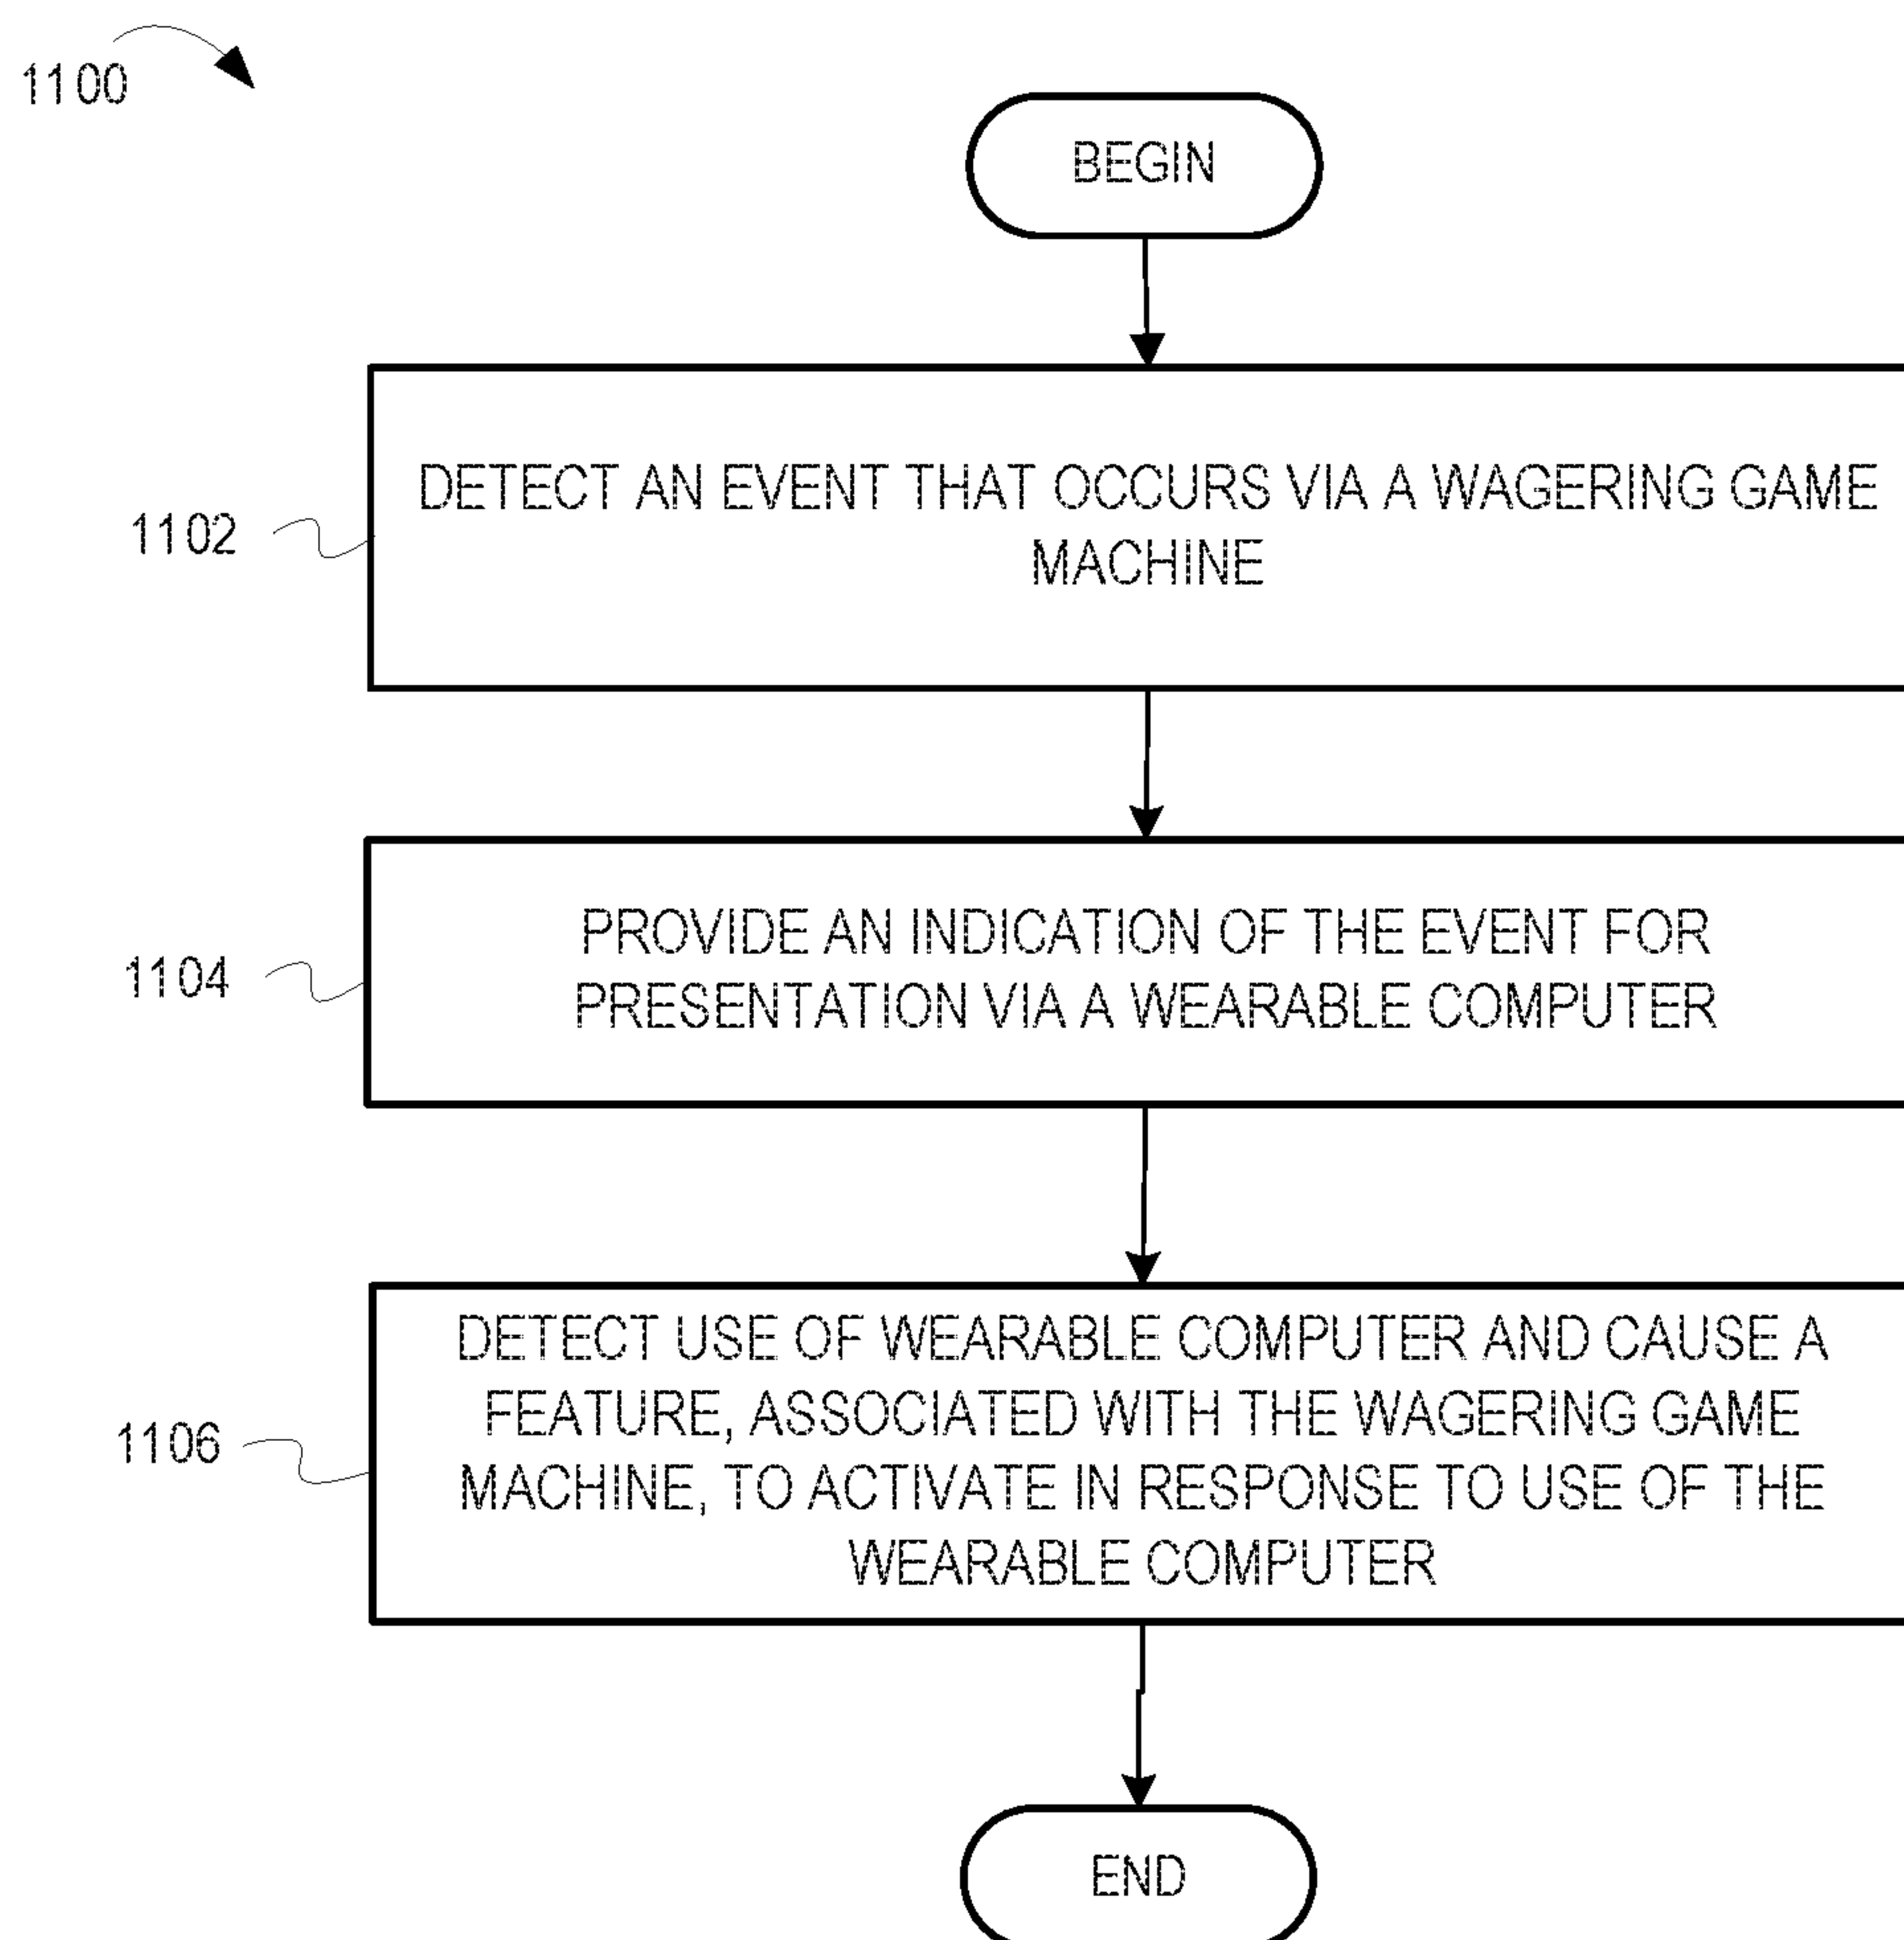 1100
BEGIN
1102
DETECT AN EVENT THAT OCCURS VIA A WAGERING GAME
MACHINE
1104
PROVIDE AN INDICATION OF THE EVENT FOR
PRESENTATION VIA A WEARABLE COMPUTER
1106
DETECT USE OF WEARABLE COMPUTER AND CAUSE A
FEATURE, ASSOCIATED WITH THE WAGERING GAME
MACHINE, TO ACTIVATE IN RESPONSE TO USE OF THE
WEARABLE COMPUTER
END